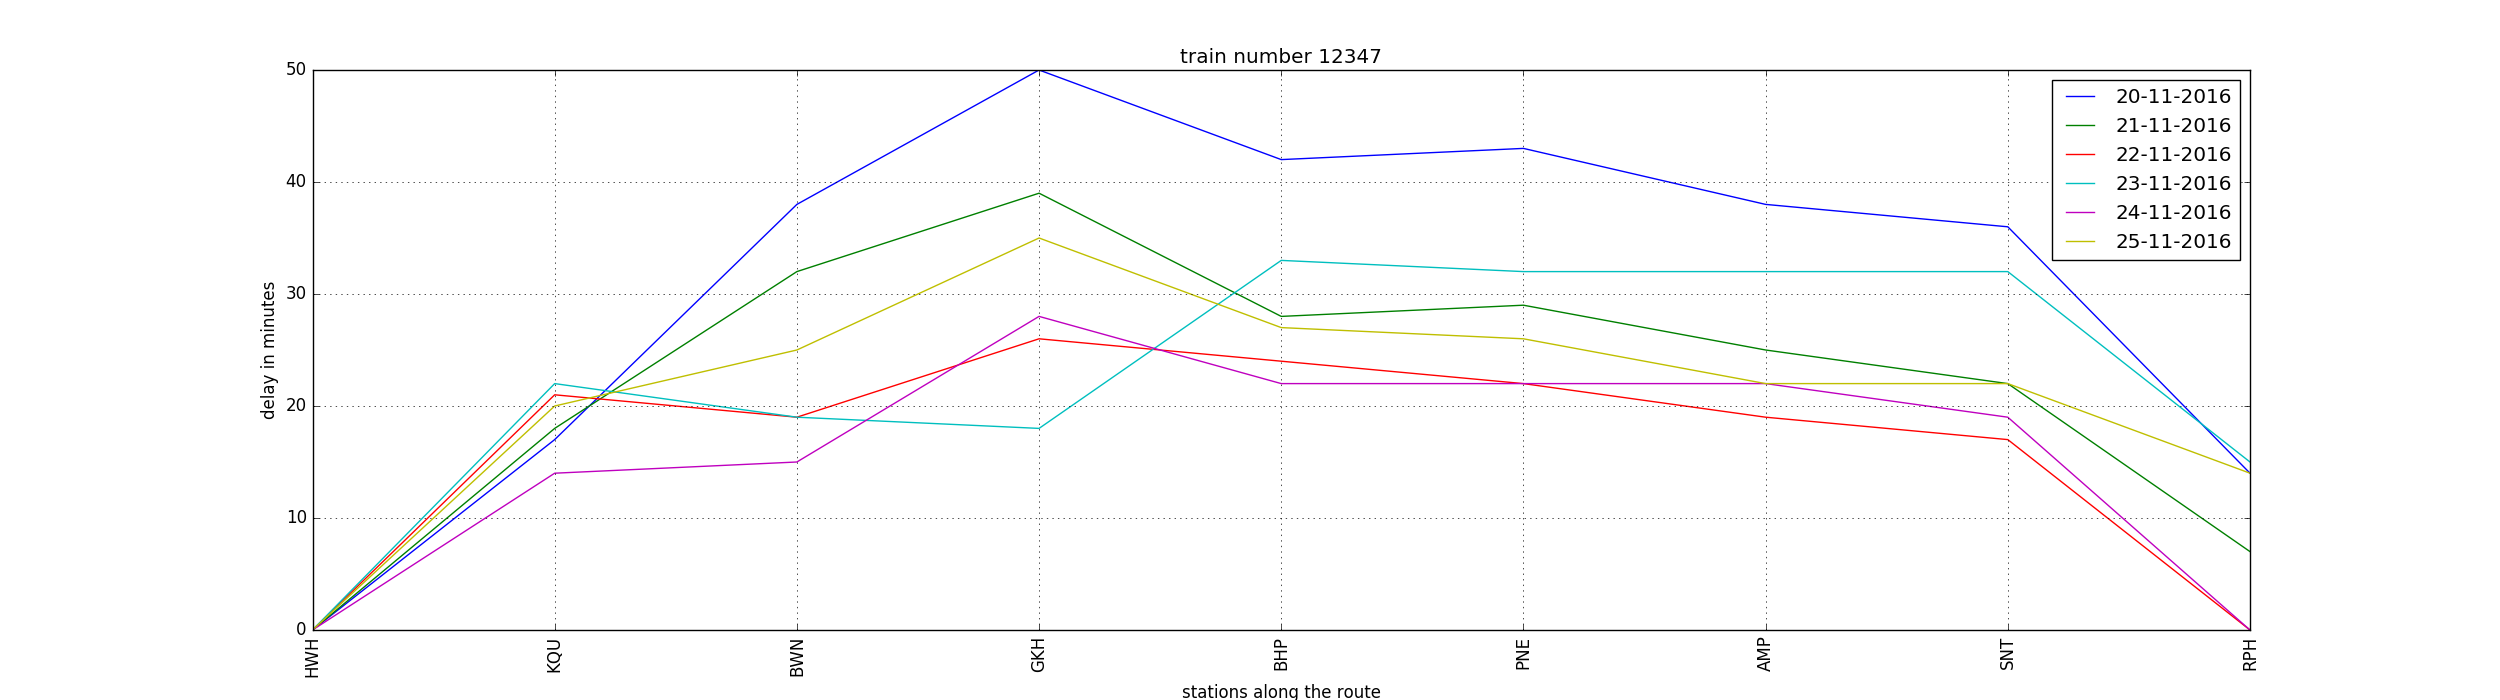 train number 12347
50
40
30
20
10
0
delay in minutes
20-11-2016
21-11-2016
22-11-2016
23-11-2016
24-11-2016
25-11-2016
HWH
KQU
BWN
GKH
BHP
PNE
AMP
SNT
RPH
stations along the route